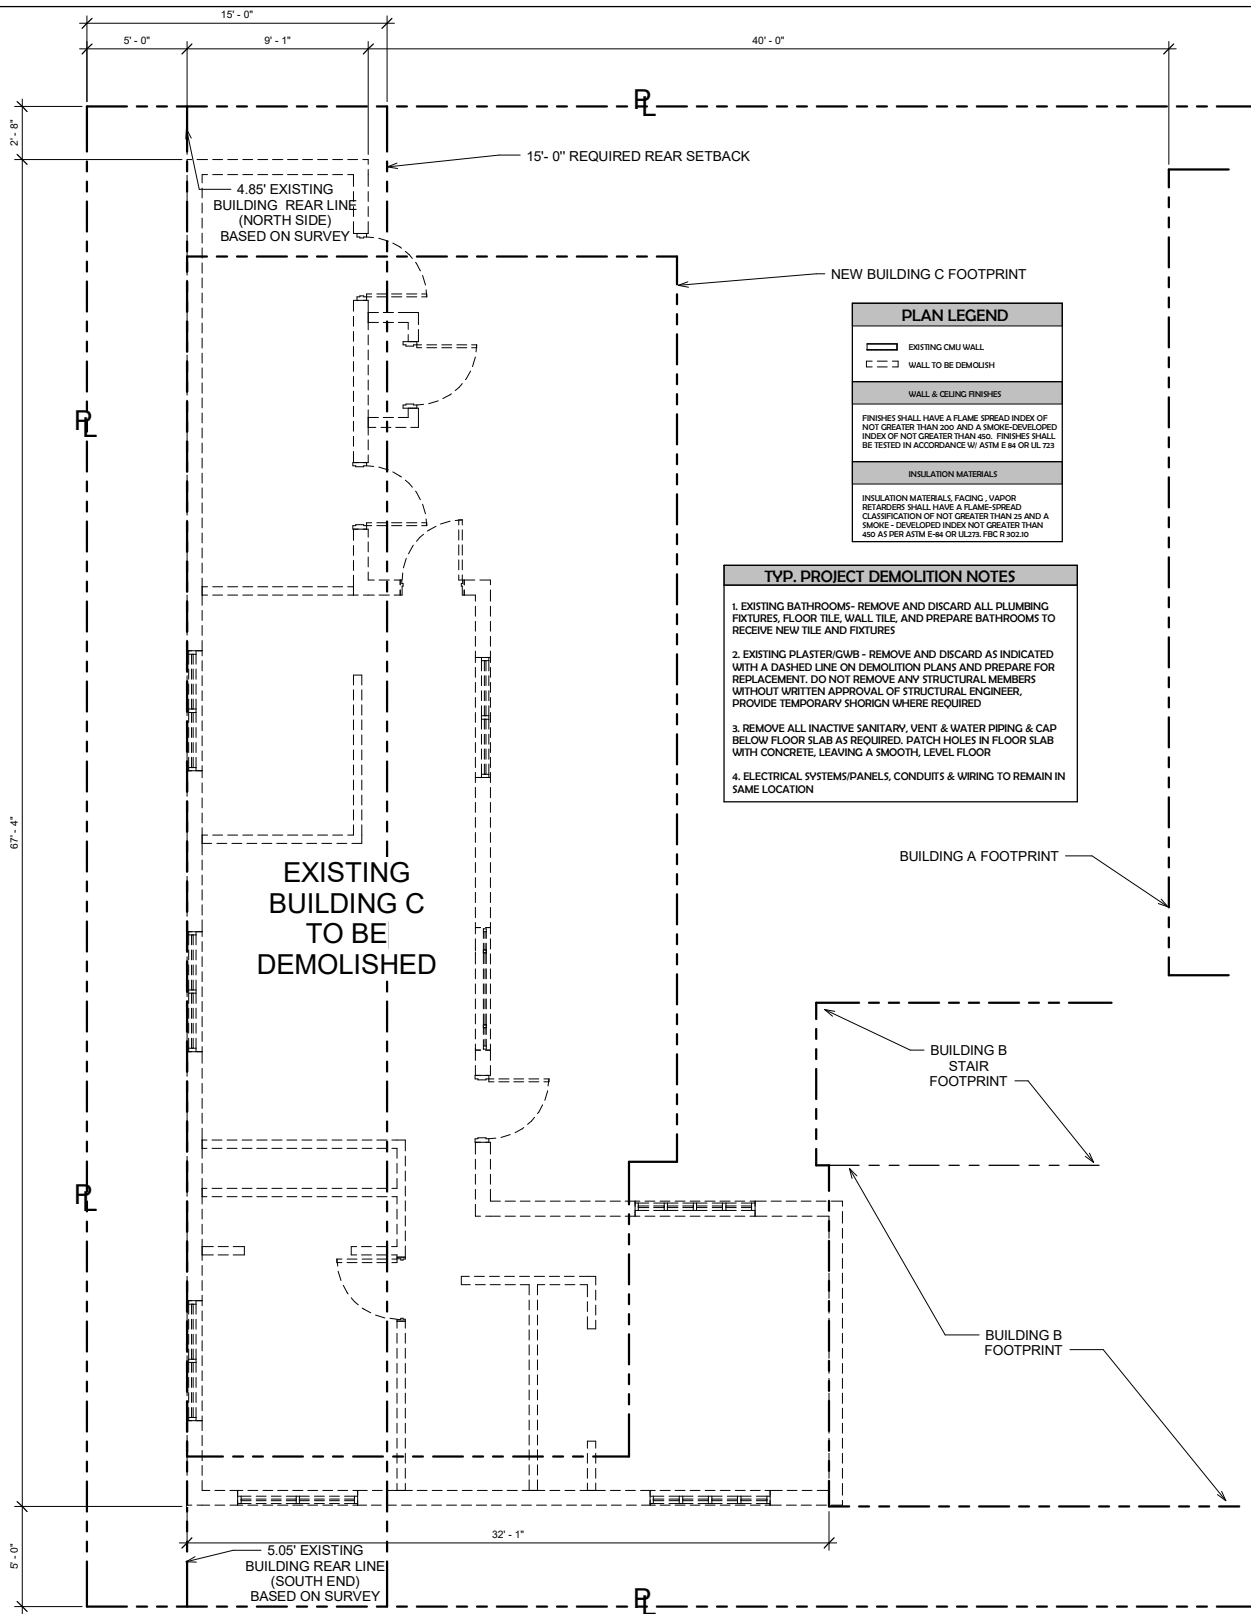 15' - 0"
5' - 0"
9' - 1"
40' - 0"
PL
2' - 8"
15'- 0" REQUIRED REAR SETBACK
4.85' EXISTING
BUILDING REAR LINE
(NORTH SIDE)
BASED ON SURVEY
NEW BUILDING C FOOTPRINT
PLAN LEGEND
EXISTING CMU WALL
WALL TO BE DEMOLISH
WALL & CELING FINISHES
FINISHES SHALL HAVE A FLAME SPREAD INDEX OF
NOT GREATER THAN 200 AND A SMOKE-DEVELOPED
INDEX OF NOT GREATER THAN 450. FINISHES SHALL
BE TESTED IN ACCORDANCE W/ ASTM E 84 OR UL 723
INSULATION MATERIALS
INSULATION MATERIALS, FACING , VAPOR
RETARDERS SHALL HAVE A FLAME-SPREAD
CLASSIFICATION OF NOT GREATER THAN 25 AND A
SMOKE - DEVELOPED INDEX NOT GREATER THAN
450 AS PER ASTM E-84 OR UL273. FBC R 302.10
PL
TYP. PROJECT DEMOLITION NOTES
1. EXISTING BATHROOMS- REMOVE AND DISCARD ALL PLUMBING
FIXTURES, FLOOR TILE, WALL TILE, AND PREPARE BATHROOMS TO
RECEIVE NEW TILE AND FIXTURES
2. EXISTING PLASTER/GWB - REMOVE AND DISCARD AS INDICATED
WITH A DASHED LINE ON DEMOLITION PLANS AND PREPARE FOR
REPLACEMENT. DO NOT REMOVE ANY STRUCTURAL MEMBERS
WITHOUT WRITTEN APPROVAL OF STRUCTURAL ENGINEER,
PROVIDE TEMPORARY SHORIGN WHERE REQUIRED
3. REMOVE ALL INACTIVE SANITARY, VENT & WATER PIPING & CAP
BELOW FLOOR SLAB AS REQUIRED. PATCH HOLES IN FLOOR SLAB
WITH CONCRETE, LEAVING A SMOOTH, LEVEL FLOOR
4. ELECTRICAL SYSTEMS/PANELS, CONDUITS & WIRING TO REMAIN IN
SAME LOCATION
67' - 4"
BUILDING A FOOTPRINT
EXISTING
BUILDING C
TO BE
DEMOLISHED
BUILDING B
STAIR
FOOTPRINT
PL
BUILDING B
FOOTPRINT
32' - 1"
5' - 0"
5.05' EXISTING
BUILDING REAR LINE
(SOUTH END)
BASED ON SURVEY
PL